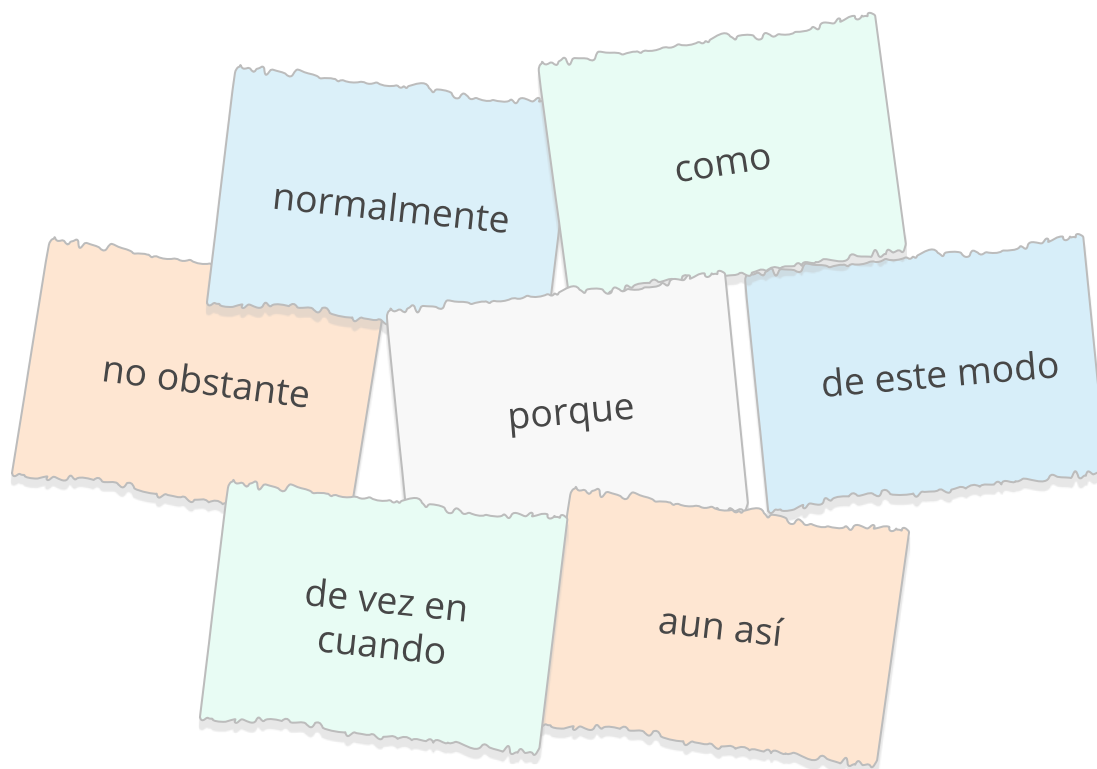 como
normalmente
no obstante
porque
de este modo
de vez en
cuando
aun así